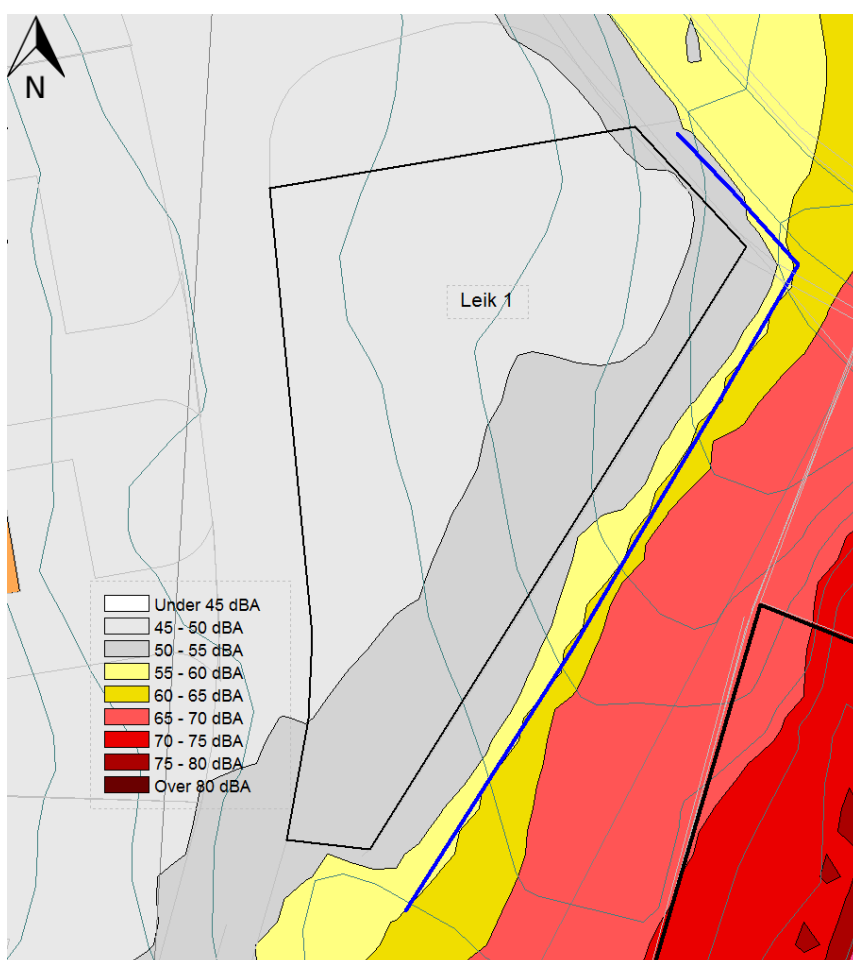 N
Leik 1
Under 45 dBA
45 - 50 dBA
50 - 55 dBA
55 - 60 dBA
60 - 65 dBA
65 - 70 dBA
70 - 75 dBA
75 - 80 dBA
Over 80 dBA